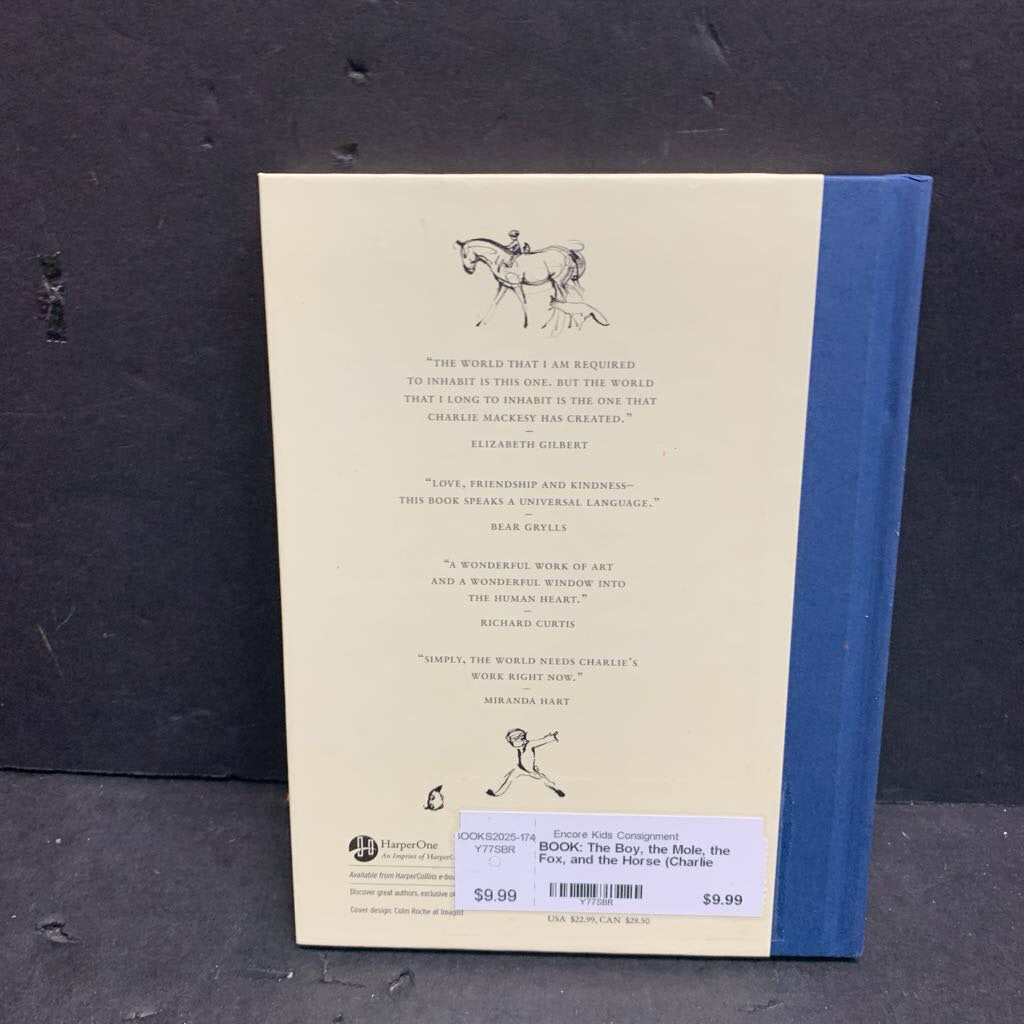 “THE WORLD THAT I AM REQUIRED
TO INHABIT IS THIS ONE. BUT THE WORLD
THAT I LONG TO INHABIT IS THE ONE THAT
CHARLIE MACKESY HAS CREATED.”
—
ELIZABETH GILBERT
“LOVE, FRIENDSHIP AND KINDNESS—
THIS BOOK SPEAKS A UNIVERSAL LANGUAGE.”
—
BEAR GRYLLS
“A WONDERFUL WORK OF ART
AND A WONDERFUL WINDOW INTO
THE HUMAN HEART.”
—
RICHARD CURTIS
“SIMPLY, THE WORLD NEEDS CHARLIE’S
WORK RIGHT NOW.”
—
MIRANDA HART
HarperOne
An Imprint of HarperC
Available from HarperCollins e-bo
Discover great authors, exclusive o
Cover design: Colm Roche at Imagist
OOKS2025-174
Y77SBR
$9.99
Encore Kids Consignment
BOOK: The Boy, the Mole, the
Fox, and the Horse (Charlie
Y77SBR
$9.99
USA $22.99, CAN $28.50